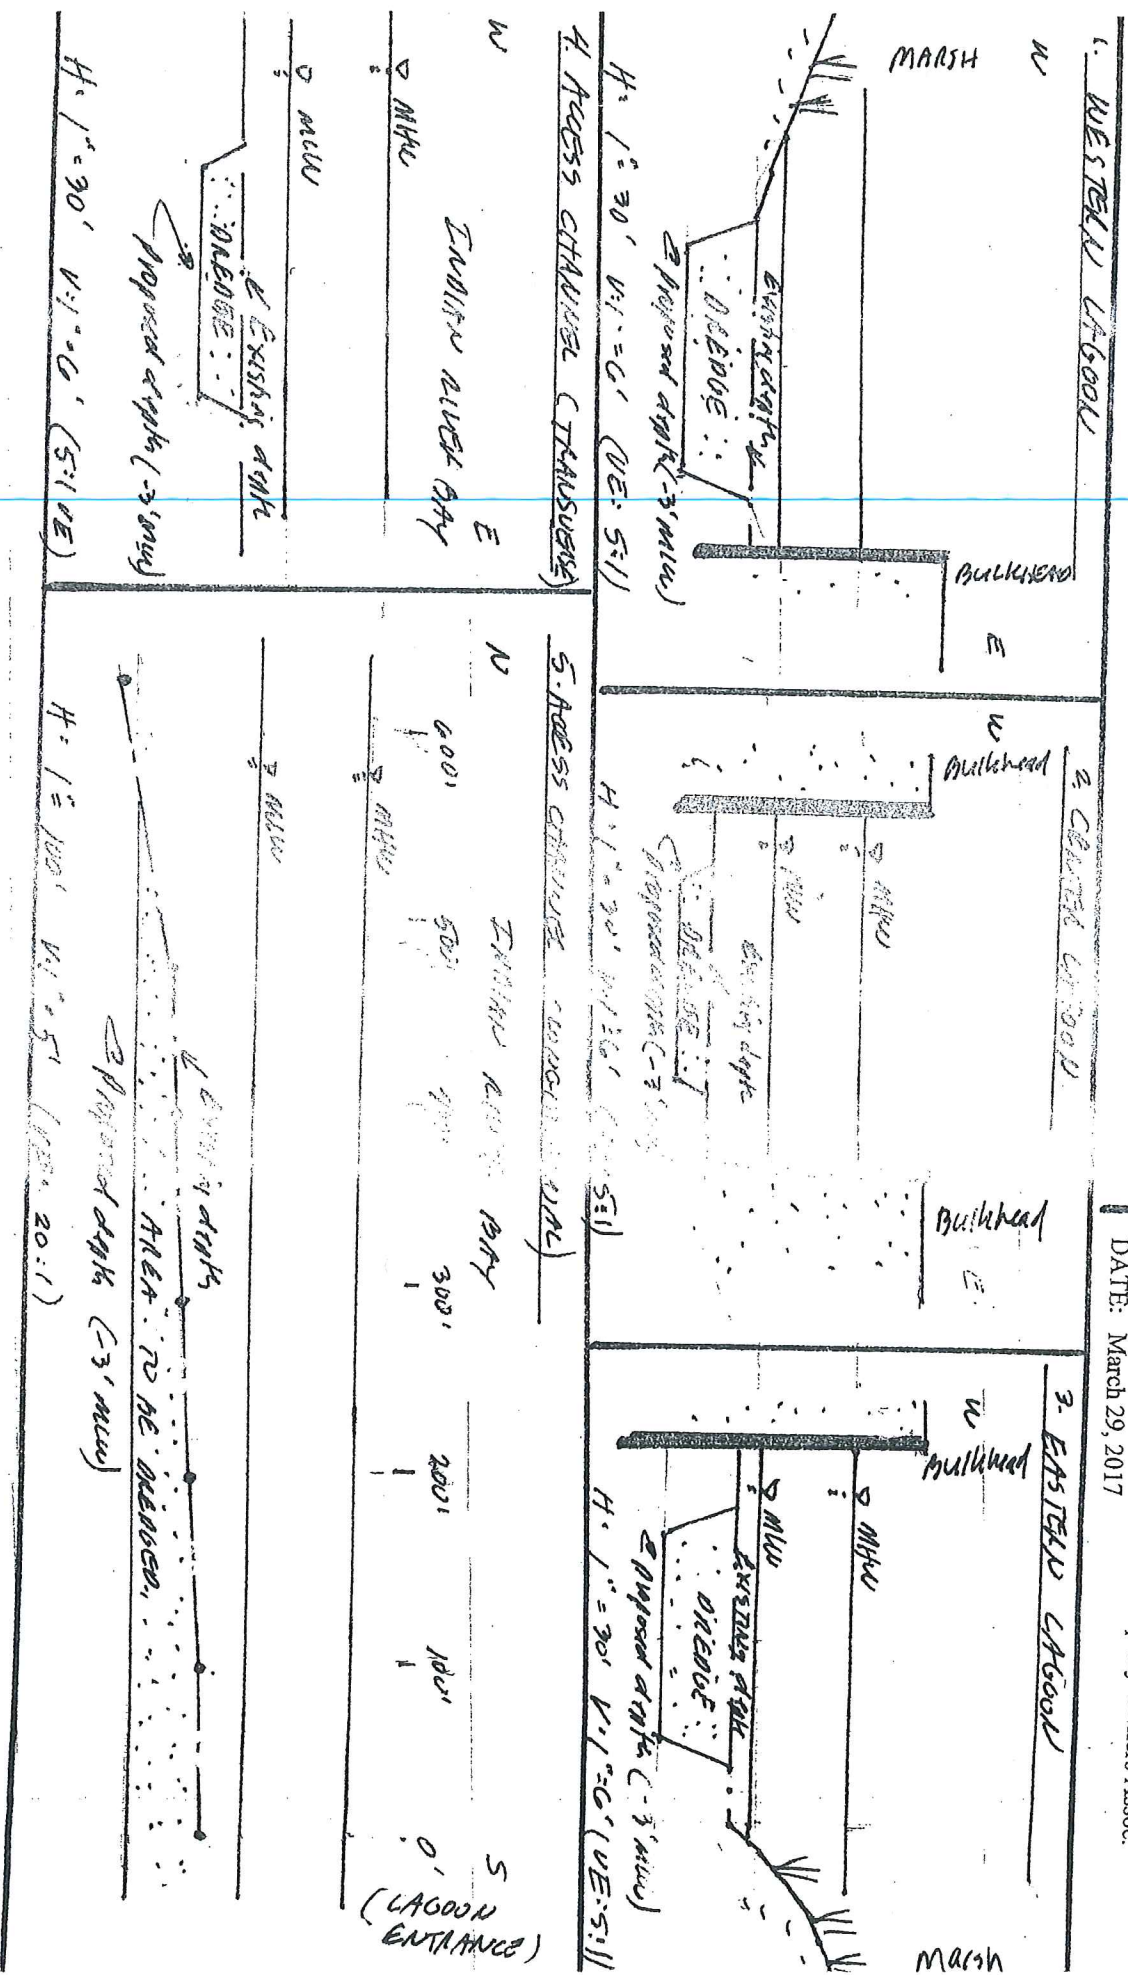 DATE: March 29, 2017
1. WESTERN LAGOON
W
MARSH
BULKHEAD
E
Existing depth
DREDGE
proposed depth (-3' MLW)
H: 1" = 30' V: 1" = 6' (VE: 5:1)
2. CENTER LAGOON
W
Bulkhead
Bulkhead
E
MHW
MLW
Existing depth
DREDGE
proposed depth (-3'
3. EASTERN LAGOON
W
Bulkhead
MHW
MLW
EXISTING depth
DREDGE
proposed depth (-3' MLW)
Marsh
H: 1" = 30' V: 1" = 6' (VE: 5:1)
4. ACCESS CHANNEL (TRANSVERSE)
W
INDIAN RIVER BAY
E
MHW
MLW
Existing depth
DREDGE
Proposed depth (-3' MLW)
H: 1" = 30' V: 1" = 6' (5:1 VE)
5. ACCESS CHANNEL
N
INDIAN RIVER BAY
S
600' 500' 300' 200' 100' 0'
(LAGOON
ENTRANCE)
MHW
MLW
Existing depth
AREA TO BE DREDGED
Proposed depth (-3' MLW)
H: 1" = 100' V: 1" = 5' (VE: 20:1)